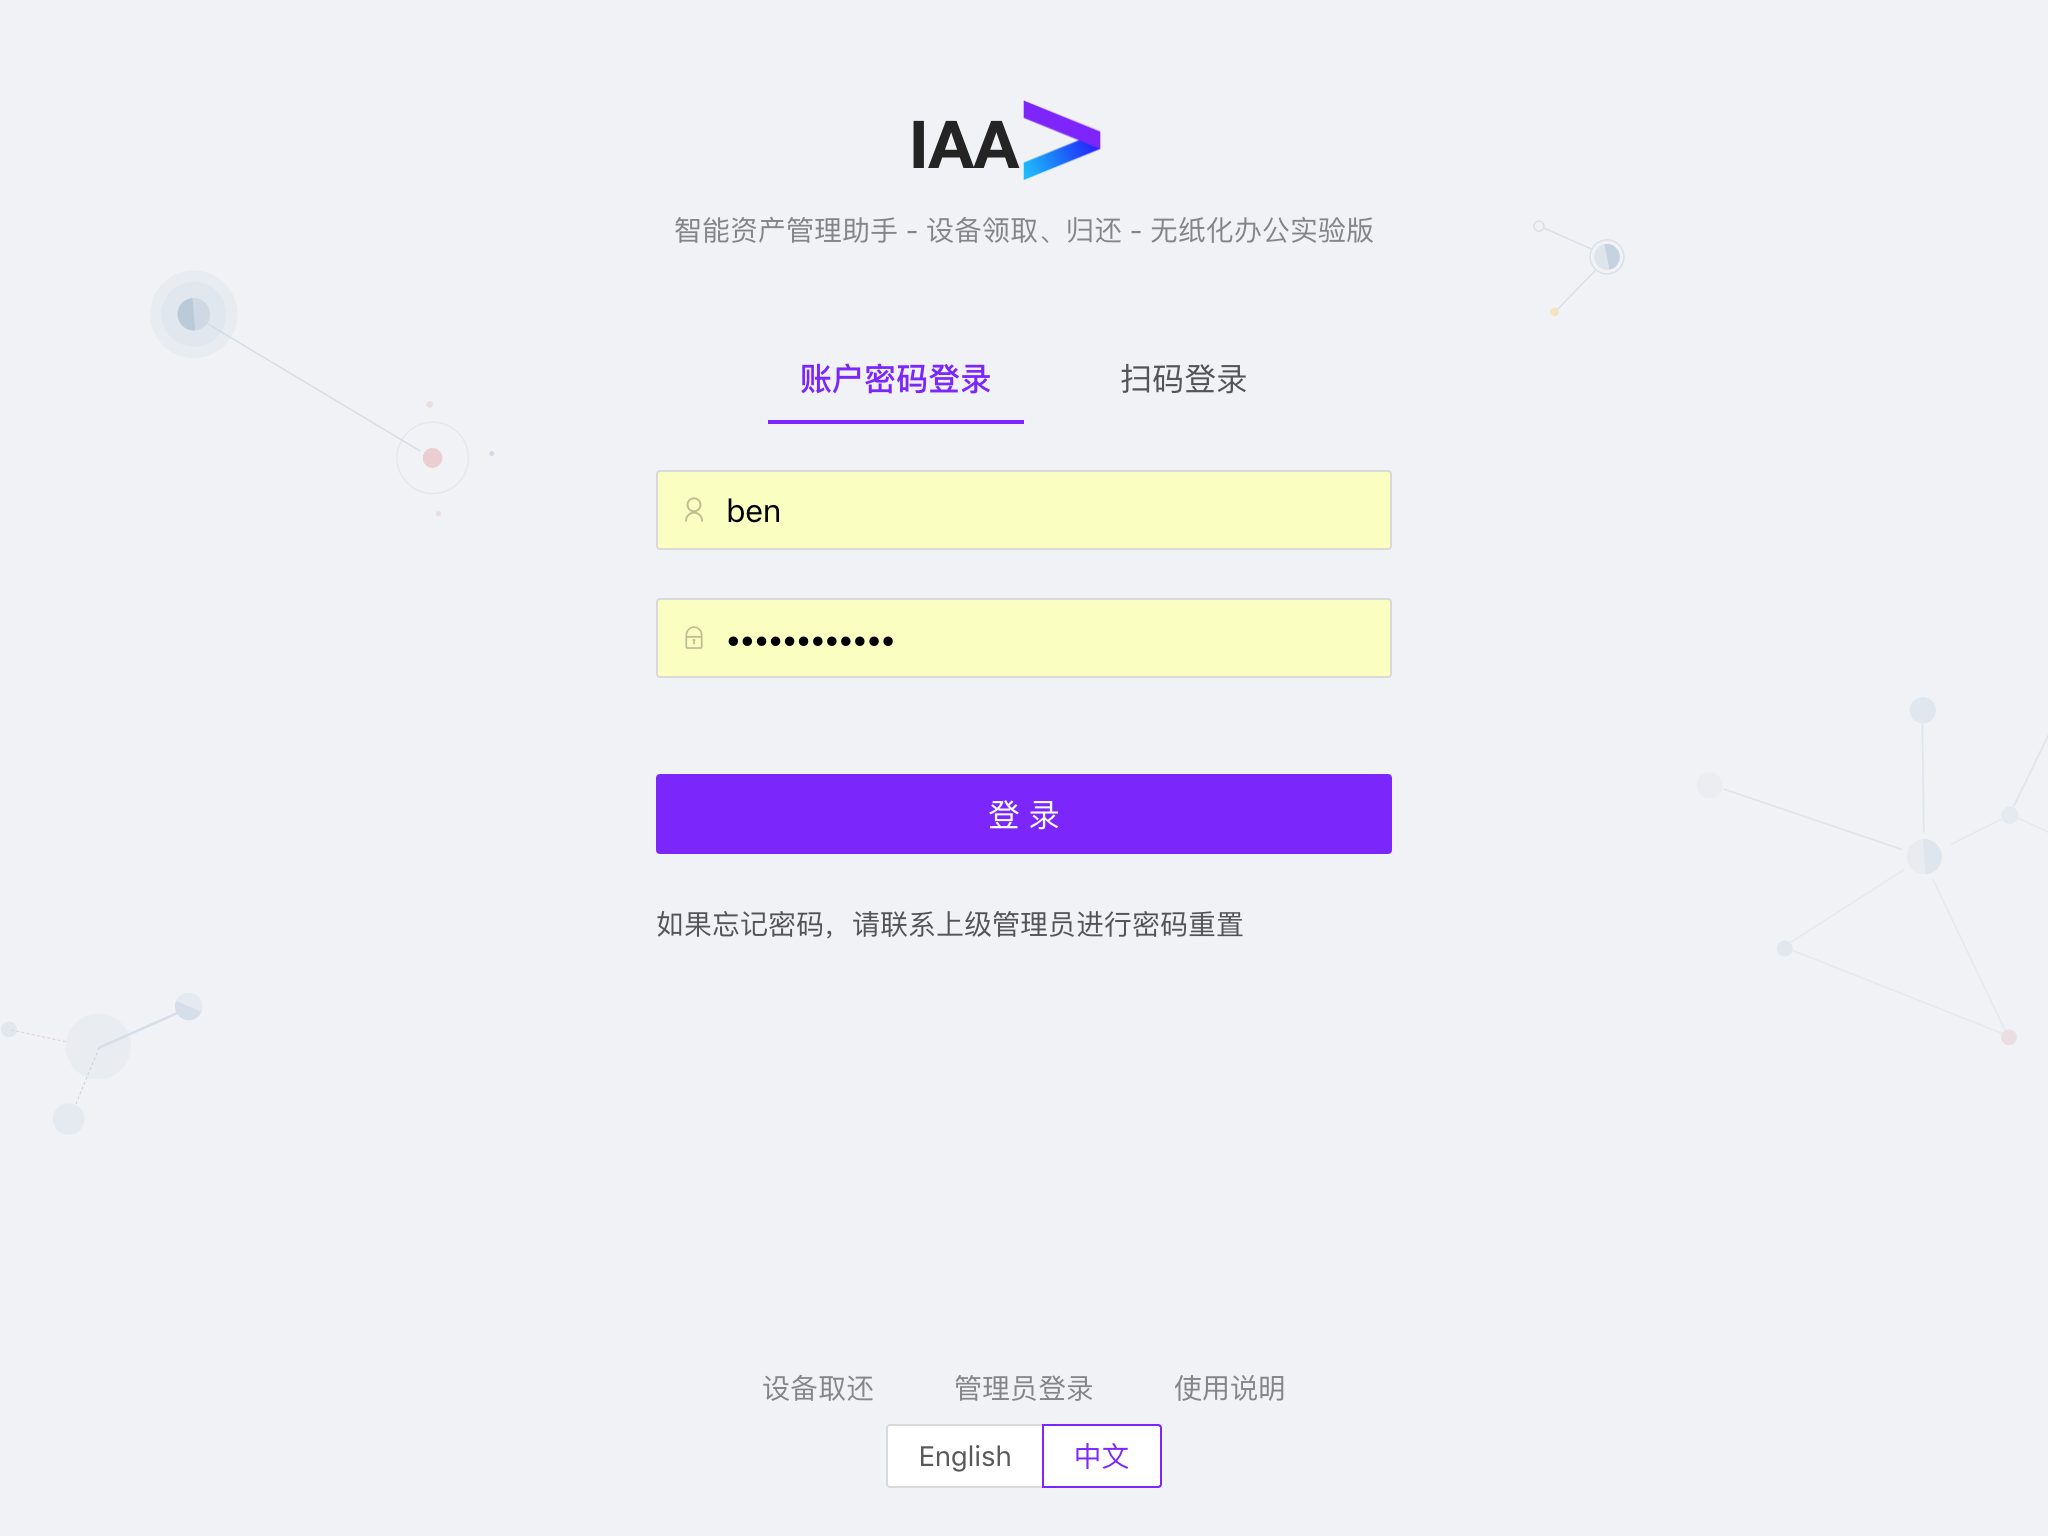 IAA
智能资产管理助手 - 设备领取、归还 - 无纸化办公实验版
账户密码登录 扫码登录
ben
••••••••••••
登 录
如果忘记密码，请联系上级管理员进行密码重置
设备取还 管理员登录 使用说明
English 中文